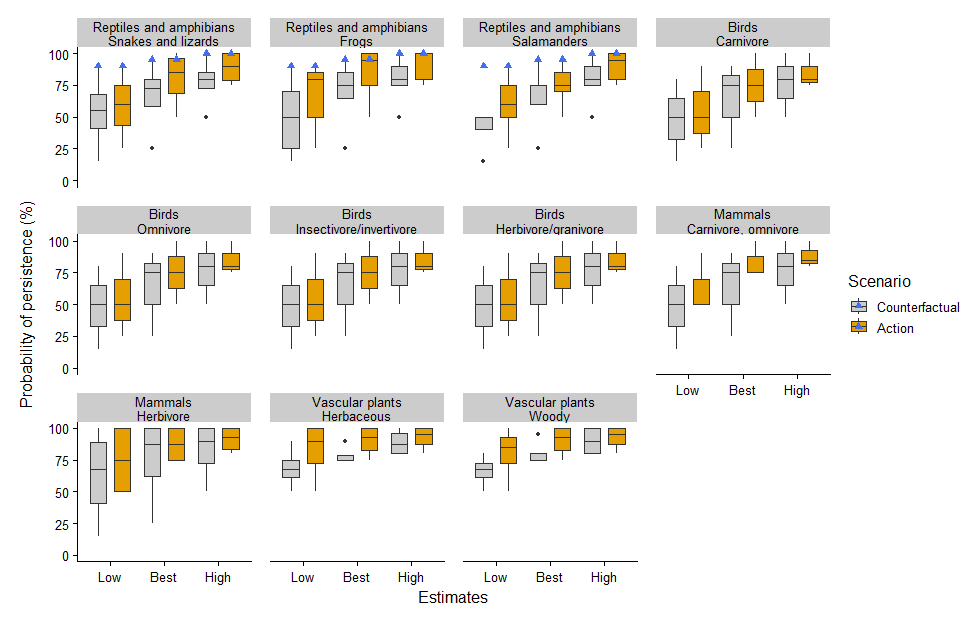 Reptiles and amphibians
Snakes and lizards
Reptiles and amphibians
Frogs
Reptiles and amphibians
Salamanders
Birds
Carnivore
100
75
50
25
0
Birds
Omnivore
Birds
Insectivore/invertivore
Birds
Herbivore/granivore
Mammals
Carnivore, omnivore
100
75
50
25
0
Low
Best
High
Mammals
Herbivore
Vascular plants
Herbaceous
Vascular plants
Woody
100
75
50
25
0
Low
Best
High
Low
Best
High
Low
Best
High
Estimates
Probability of persistence (%)
Scenario
Counterfactual
Action